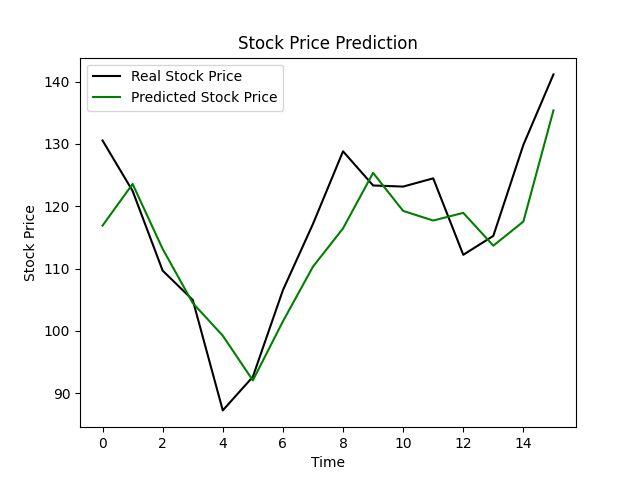 Stock Price Prediction
Real Stock Price
Predicted Stock Price
Stock Price
140
130
120
110
100
90
0 2 4 6 8 10 12 14
Time